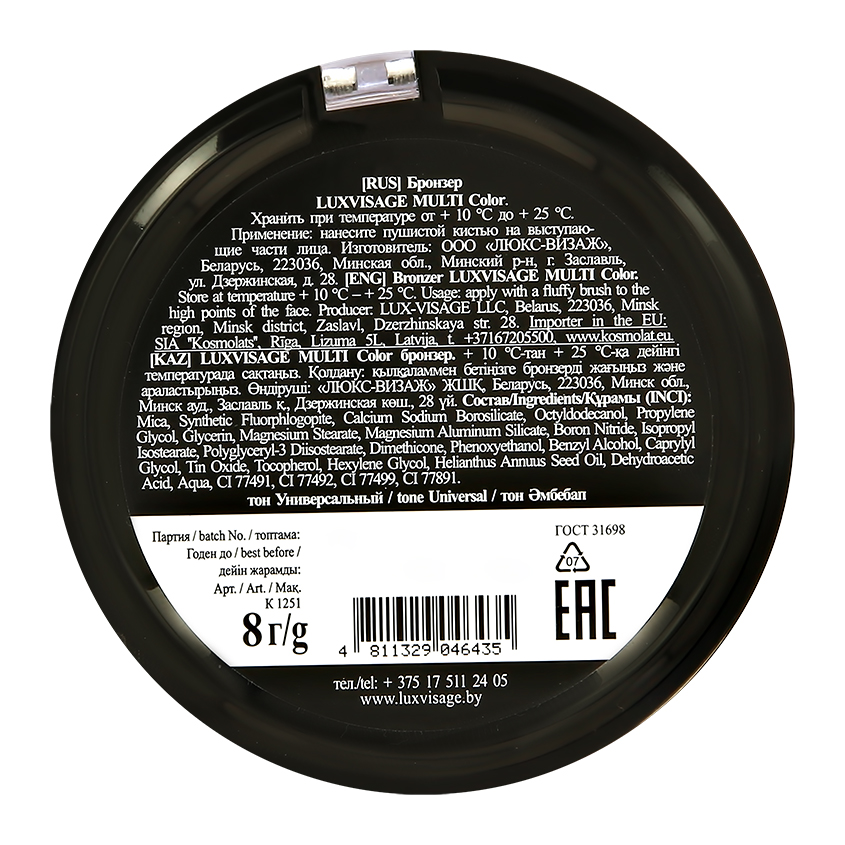 [RUS] Бронзер
LUXVISAGE MULTI Color.
Хранить при температуре от + 10 °C до + 25 °C.
Применение: нанесите пушистой кистью на выступаю-
щие части лица. Изготовитель: ООО «ЛЮКС-ВИЗАЖ»,
Беларусь, 223036, Минская обл., Минский р-н, г. Заславль,
ул. Дзержинская, д. 28. [ENG] Bronzer LUXVISAGE MULTI Color.
Store at temperature + 10 °C – + 25 °C. Usage: apply with a fluffy brush to the
high points of the face. Producer: LUX-VISAGE LLC, Belarus, 223036, Minsk
region, Minsk district, Zaslavl, Dzerzhinskaya str. 28. Importer in the EU:
SIA "Kosmolats", Rīga, Lizuma 5L, Latvija, t. +37167205500, www.kosmolat.eu.
[KAZ] LUXVISAGE MULTI Color бронзер. + 10 °C-тан + 25 °C-қа дейінгі
температурада сақтаңыз. Қолдану: қылқаламмен бетіңізге бронзерді жағыңыз және
араластырыңыз. Өндіруші: «ЛЮКС-ВИЗАЖ» ЖШҚ, Беларусь, 223036, Минск обл.,
Минск ауд., Заславль қ., Дзержинская көш., 28 үй. Состав/Ingredients/Құрамы (INCI):
Mica, Synthetic Fluorphlogopite, Calcium Sodium Borosilicate, Octyldodecanol, Propylene
Glycol, Glycerin, Magnesium Stearate, Magnesium Aluminum Silicate, Boron Nitride, Isopropyl
Isostearate, Polyglyceryl-3 Diisostearate, Dimethicone, Phenoxyethanol, Benzyl Alcohol, Caprylyl
Glycol, Tin Oxide, Tocopherol, Hexylene Glycol, Helianthus Annuus Seed Oil, Dehydroacetic
Acid, Aqua, CI 77491, CI 77492, CI 77499, CI 77891.
тон Универсальный / tone Universal / тон Әмбебап
Партия / batch No. / топтама:
Годен до / best before /
дейін жарамды:
Арт. / Art. / Мақ.
K 1251
8 г/g
4 811329 046435
ГОСТ 31698
07
EAC
тел./tel: + 375 17 511 24 05
www.luxvisage.by